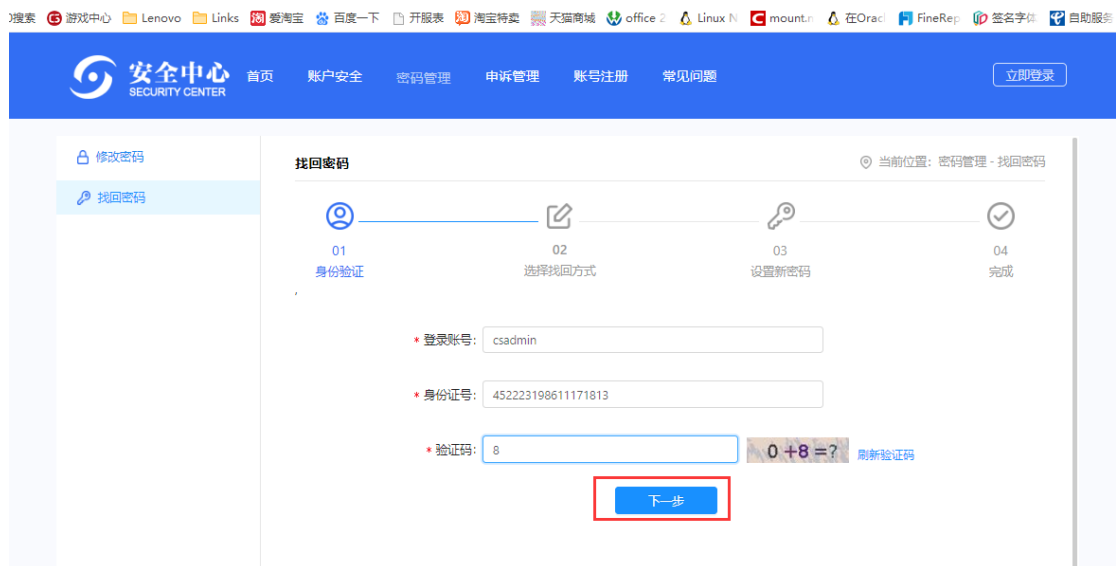 搜索 游戏中心 Lenovo Links 爱淘宝 百度一下 开服表 淘宝特卖 天猫商城 office 2 Linux N mount.n 在Oracl FineRep 签名字体 自助服务
安全中心
SECURITY CENTER
首页 账户安全 密码管理 申诉管理 账号注册 常见问题 立即登录
修改密码
找回密码
找回密码 当前位置：密码管理 - 找回密码
01 02 03 04
身份验证 选择找回方式 设置新密码 完成
* 登录账号: csadmin
* 身份证号: 452223198611171813
* 验证码: 8 0 +8 =? 刷新验证码
下一步